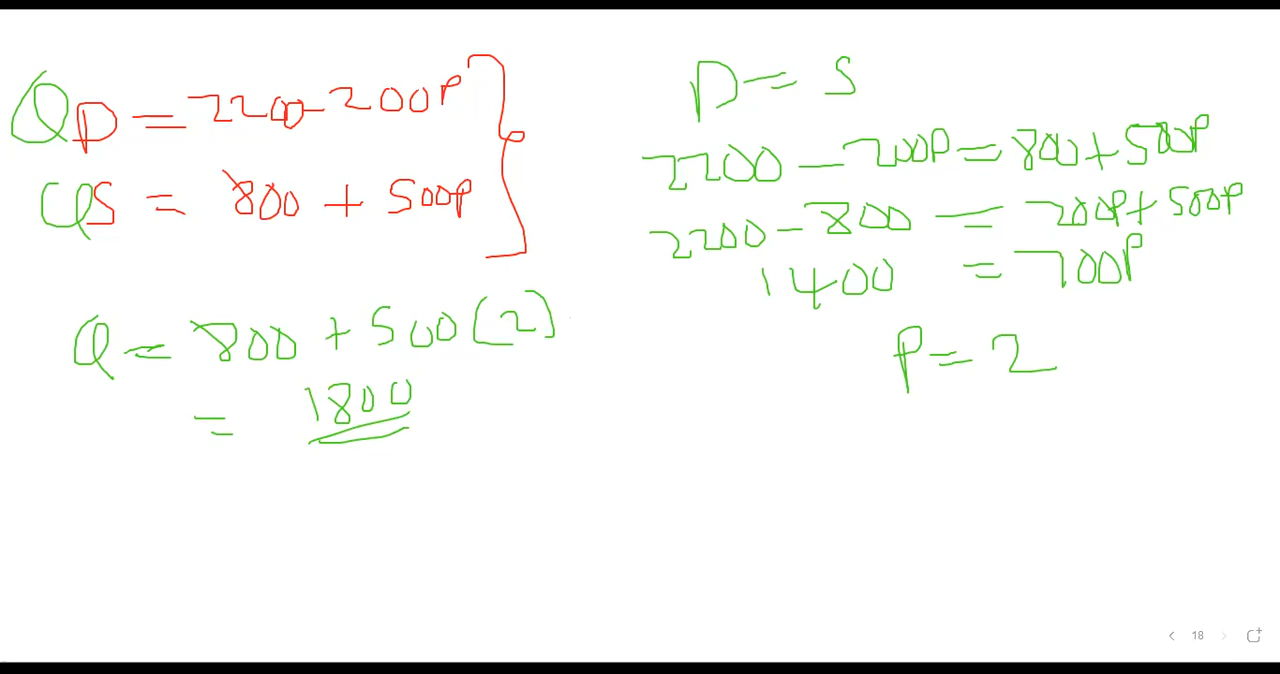 QD = 2200 - 200P
QS = 800 + 500P
Q = 800 + 500(2)
= 1800
D = S
2200 - 200P = 800 + 500P
2200 - 800 = 200P + 500P
1400 = 700P
P = 2
18